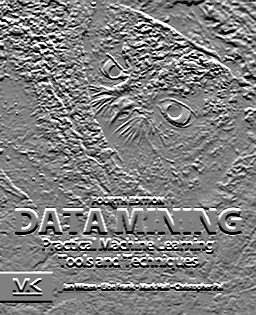 FOURTH EDITION
DATA MINING
Practical Machine Learning
Tools and Techniques
Ian Witten • Eibe Frank • Mark Hall • Christopher Pal
MK